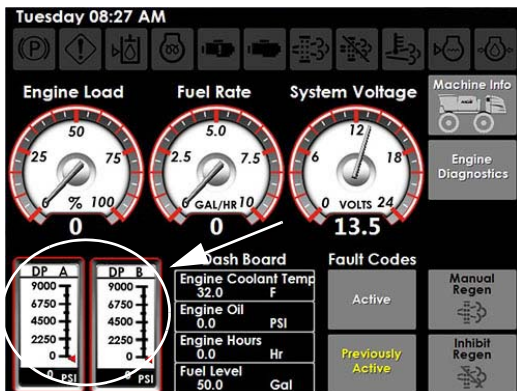 Tuesday 08:27 AM
(P)
Engine Load
Fuel Rate
System Voltage
Machine Info
50
25
75
0
%
100
0
5.0
2.5
7.5
0
GAL/HR
10
0
12
6
18
0
VOLTS
24
13.5
Engine
Diagnostics
DP A
9000
6750
4500
2250
0
0 PSI
DP B
9000
6750
4500
2250
0
0 PSI
Dash Board
Engine Coolant Temp
32.0 F
Engine Oil
0.0 PSI
Engine Hours
0.0 Hr
Fuel Level
50.0 Gal
Fault Codes
Active
Previously
Active
Manual
Regen
Inhibit
Regen